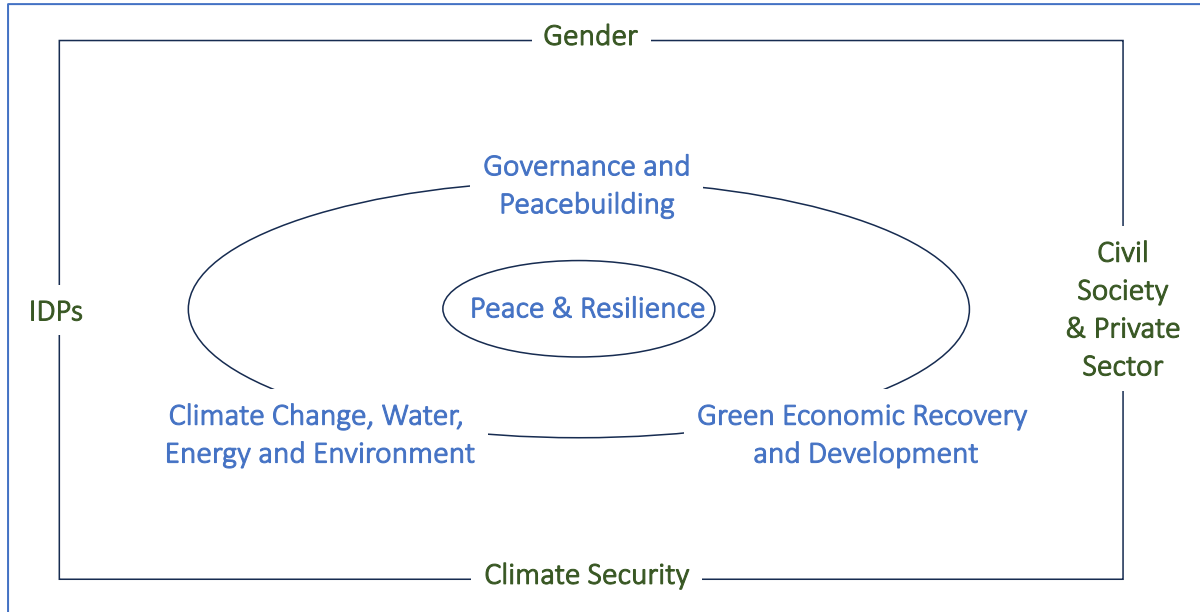 Gender
Governance and
Peacebuilding
Civil
Society
& Private
Sector
IDPs
Peace & Resilience
Climate Change, Water,
Energy and Environment
Green Economic Recovery
and Development
Climate Security